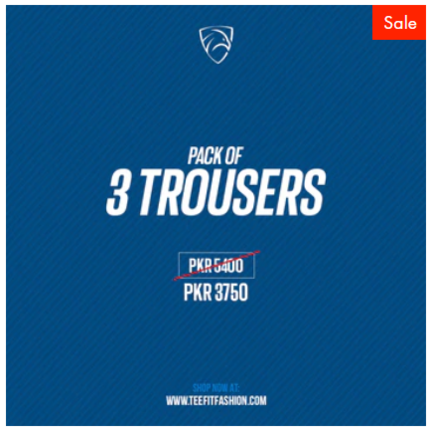 Sale
PACK OF
3 TROUSERS
PKR 5400
PKR 3750
SHOP NOW AT:
WWW.TEEFITFASHION.COM